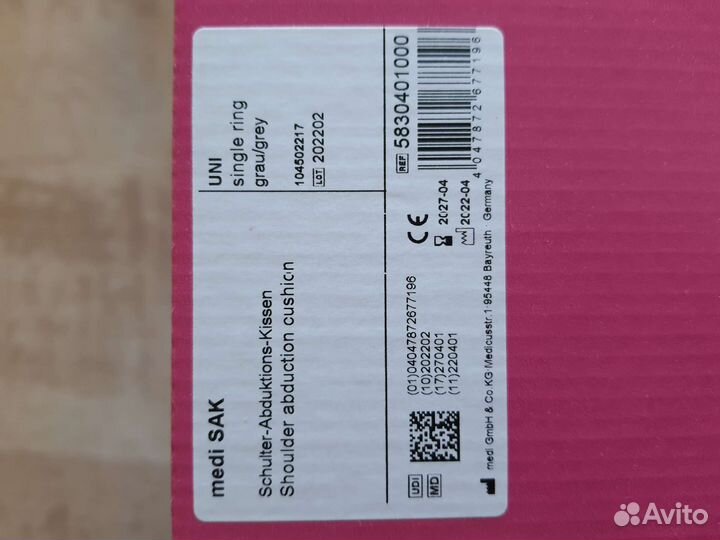 medi SAK
Schulter-Abduktions-Kissen
Shoulder abduction cushion
UNI
single ring
grau/grey
104502217
LOT 202202
UDI
MD
(01)04047872677196
(10)202202
(17)270401
(11)220401
CE
2027-04
2022-04
REF 5830401000
4 047872 677196
medi GmbH & Co. KG Medicusstr.1 95448 Bayreuth Germany
Avito